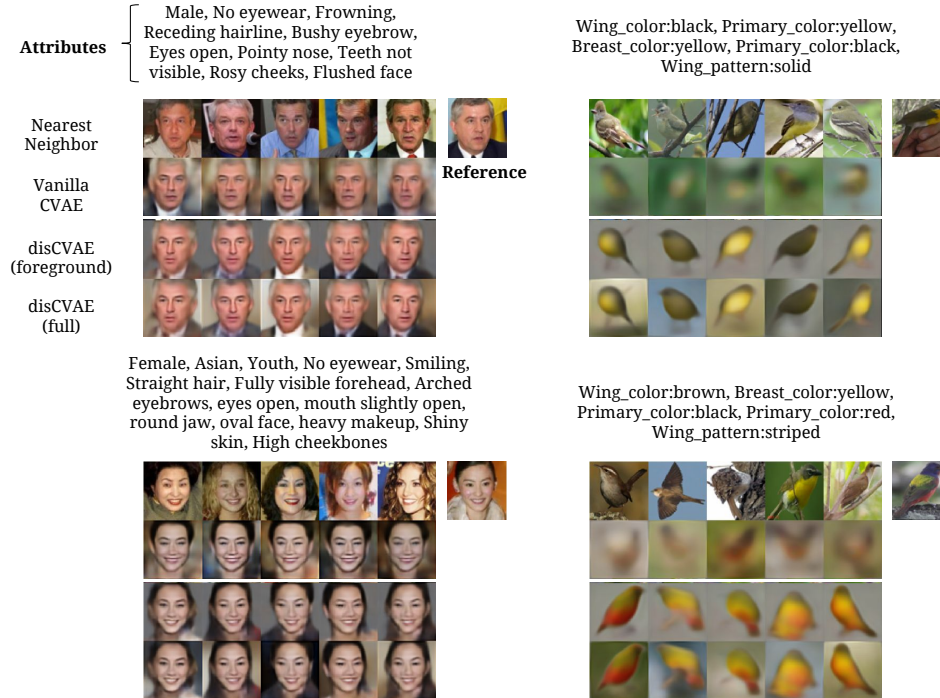 Attributes
Male, No eyewear, Frowning,
Receding hairline, Bushy eyebrow,
Eyes open, Pointy nose, Teeth not
visible, Rosy cheeks, Flushed face
Wing_color:black, Primary_color:yellow,
Breast_color:yellow, Primary_color:black,
Wing_pattern:solid
Nearest
Neighbor
Reference
Vanilla
CVAE
disCVAE
(foreground)
disCVAE
(full)
Female, Asian, Youth, No eyewear, Smiling,
Straight hair, Fully visible forehead, Arched
eyebrows, eyes open, mouth slightly open,
round jaw, oval face, heavy makeup, Shiny
skin, High cheekbones
Wing_color:brown, Breast_color:yellow,
Primary_color:black, Primary_color:red,
Wing_pattern:striped